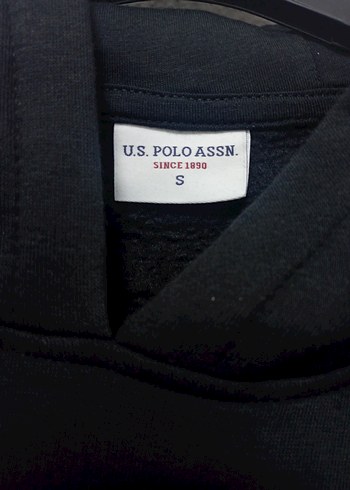 U.S. POLO ASSN.
SINCE 1890
S